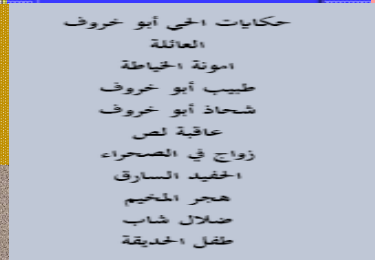 حكايات الحي أبو خروف
العائلة
امونة الخياطة
طبيب أبو خروف
شحاذ أبو خروف
عاقبة لص
زواج في الصحراء
الحفيد السارق
هجر المخيم
ضلال شاب
طفل الحديقة